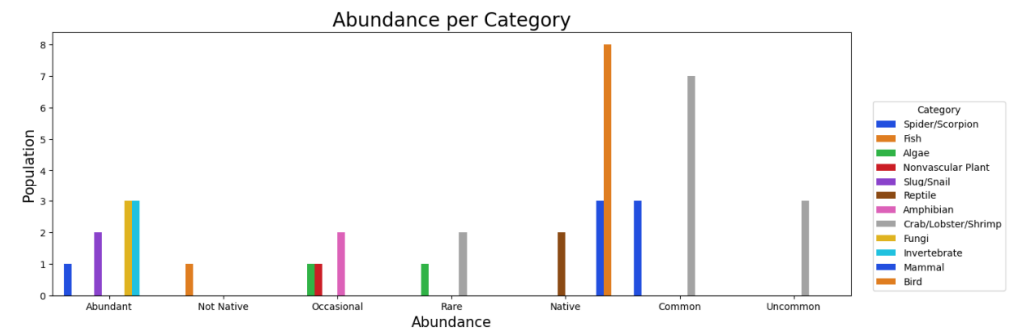 Abundance per Category
Population
8
7
6
5
4
3
2
1
0
Abundant Not Native Occasional Rare Native Common Uncommon
Abundance
Category
Spider/Scorpion
Fish
Algae
Nonvascular Plant
Slug/Snail
Reptile
Amphibian
Crab/Lobster/Shrimp
Fungi
Invertebrate
Mammal
Bird